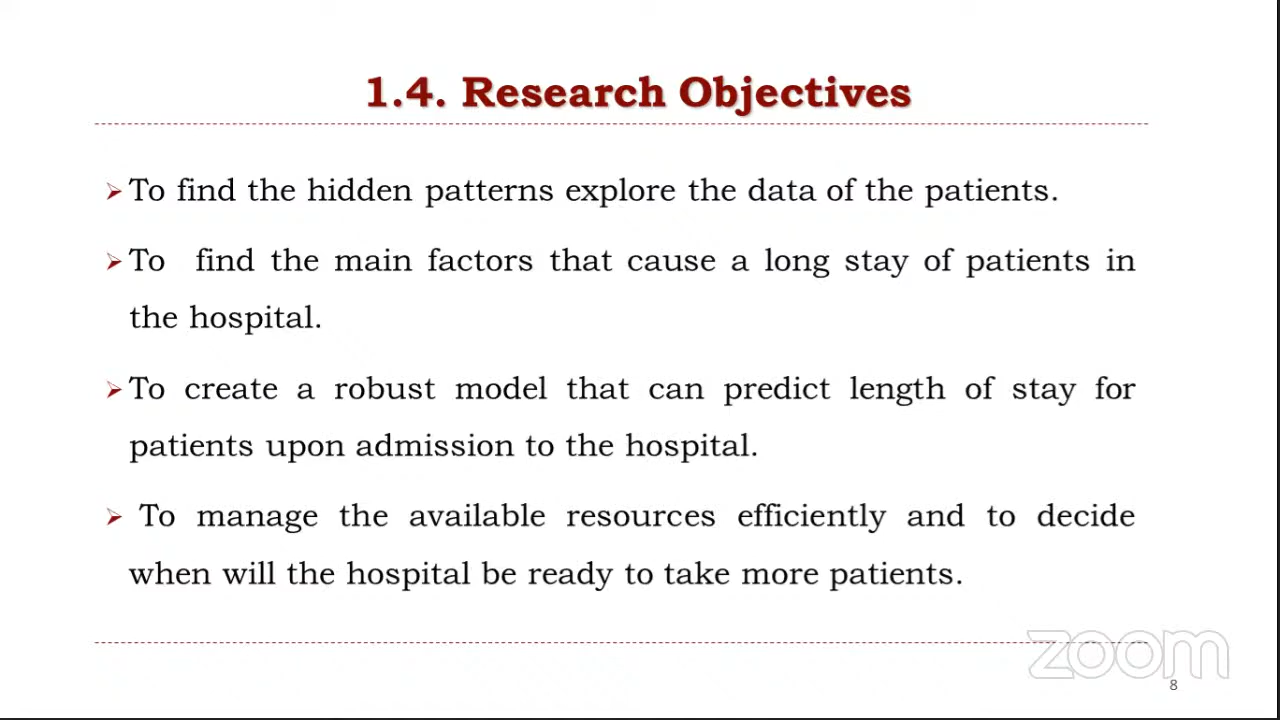 1.4. Research Objectives
To find the hidden patterns explore the data of the patients.
To find the main factors that cause a long stay of patients in
the hospital.
To create a robust model that can predict length of stay for
patients upon admission to the hospital.
To manage the available resources efficiently and to decide
when will the hospital be ready to take more patients.
zoom
8